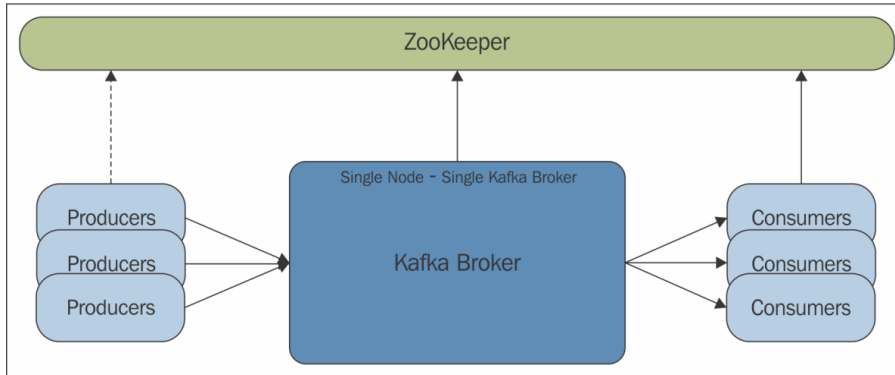 ZooKeeper
Single Node - Single Kafka Broker
Producers
Producers
Producers
Kafka Broker
Consumers
Consumers
Consumers